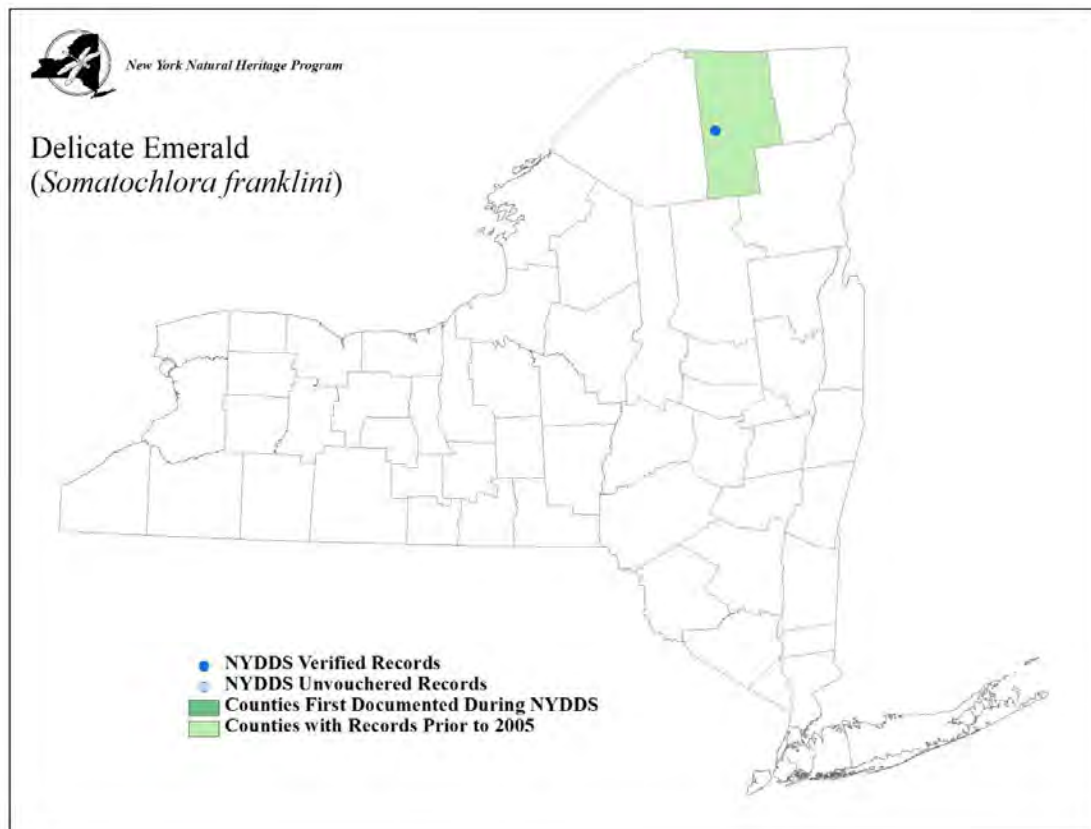 New York Natural Heritage Program
Delicate Emerald
(Somatochlora franklini)
NYDDS Verified Records
NYDDS Unvouchered Records
Counties First Documented During NYDDS
Counties with Records Prior to 2005